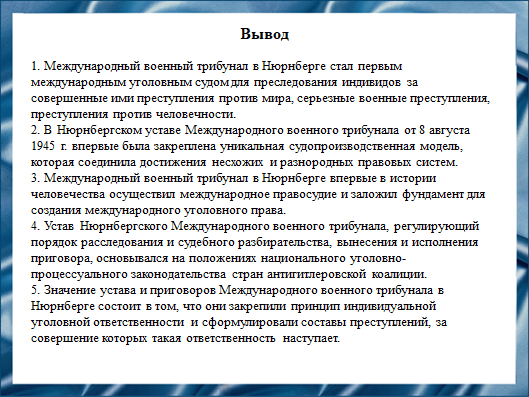 Вывод
1. Международный военный трибунал в Нюрнберге стал первым
международным уголовным судом для преследования индивидов за
совершенные ими преступления против мира, серьезные военные преступления,
преступления против человечности.
2. В Нюрнбергском уставе Международного военного трибунала от 8 августа
1945 г. впервые была закреплена уникальная судопроизводственная модель,
которая соединила достижения несхожих и разнородных правовых систем.
3. Международный военный трибунал в Нюрнберге впервые в истории
человечества осуществил международное правосудие и заложил фундамент для
создания международного уголовного права.
4. Устав Нюрнбергского Международного военного трибунала, регулирующий
порядок расследования и судебного разбирательства, вынесения и исполнения
приговора, основывался на положениях национального уголовно-
процессуального законодательства стран антигитлеровской коалиции.
5. Значение устава и приговоров Международного военного трибунала в
Нюрнберге состоит в том, что они закрепили принцип индивидуальной
уголовной ответственности и сформулировали составы преступлений, за
совершение которых такая ответственность наступает.